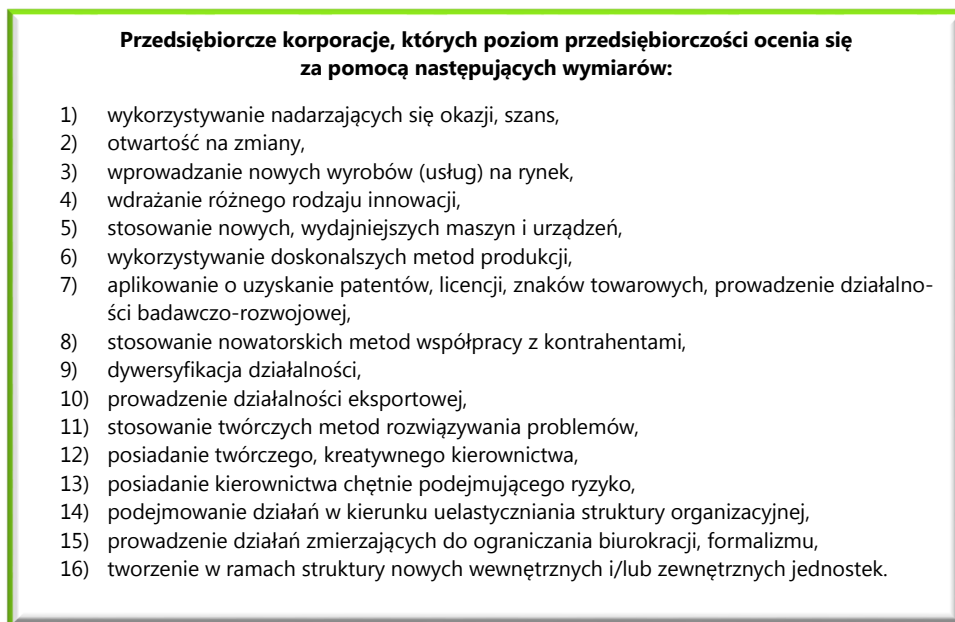 Przedsiębiorcze korporacje, których poziom przedsiębiorczości ocenia się
za pomocą następujących wymiarów:
1) wykorzystywanie nadarzających się okazji, szans,
2) otwartość na zmiany,
3) wprowadzanie nowych wyrobów (usług) na rynek,
4) wdrażanie różnego rodzaju innowacji,
5) stosowanie nowych, wydajniejszych maszyn i urządzeń,
6) wykorzystywanie doskonalszych metod produkcji,
7) aplikowanie o uzyskanie patentów, licencji, znaków towarowych, prowadzenie działalno-
ści badawczo-rozwojowej,
8) stosowanie nowatorskich metod współpracy z kontrahentami,
9) dywersyfikacja działalności,
10) prowadzenie działalności eksportowej,
11) stosowanie twórczych metod rozwiązywania problemów,
12) posiadanie twórczego, kreatywnego kierownictwa,
13) posiadanie kierownictwa chętnie podejmującego ryzyko,
14) podejmowanie działań w kierunku uelastyczniania struktury organizacyjnej,
15) prowadzenie działań zmierzających do ograniczania biurokracji, formalizmu,
16) tworzenie w ramach struktury nowych wewnętrznych i/lub zewnętrznych jednostek.